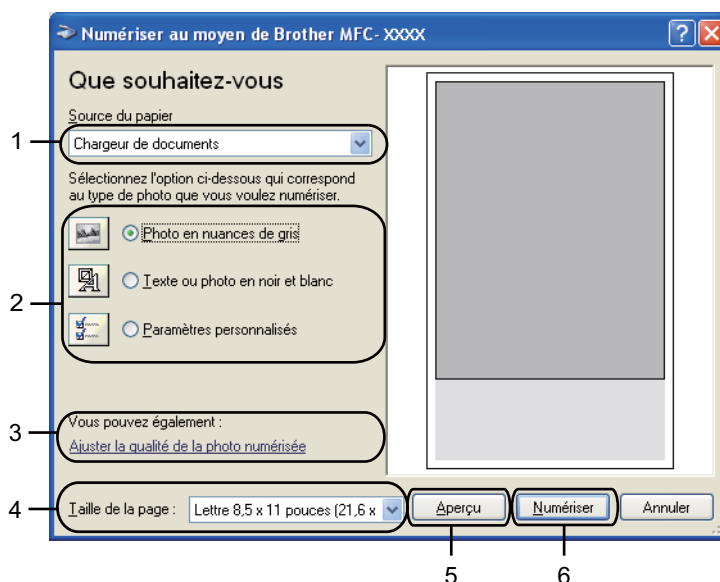 Numériser au moyen de Brother MFC- XXXX
Que souhaitez-vous
Source du papier
1
Chargeur de documents
Sélectionnez l'option ci-dessous qui correspond
au type de photo que vous voulez numériser.
Photo en nuances de gris
Texte ou photo en noir et blanc
2
Paramètres personnalisés
Vous pouvez également :
3
Ajuster la qualité de la photo numérisée
4
Taille de la page :
Lettre 8,5 x 11 pouces (21,6 x
Aperçu
Numériser
Annuler
5
6